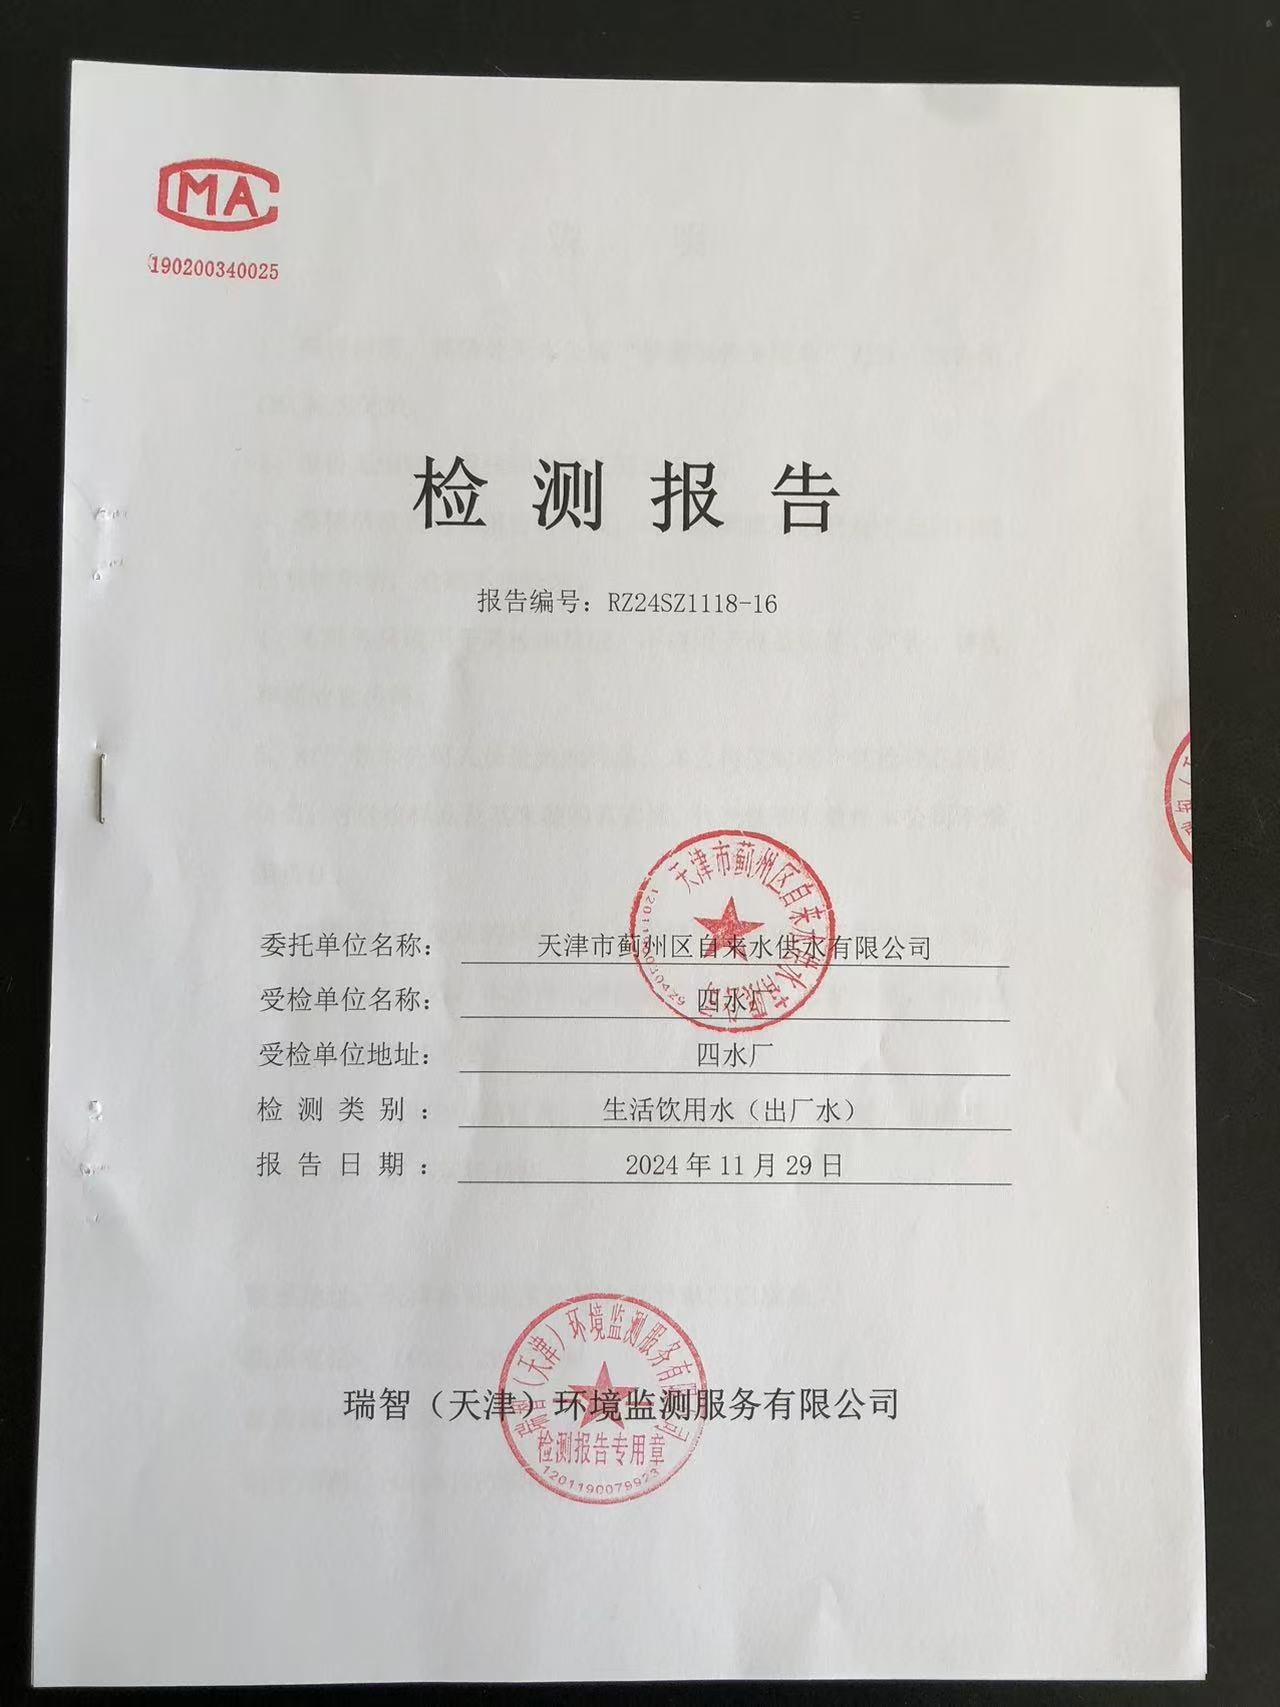 MA
190200340025
检测报告
报告编号：RZ24SZ1118-16
委托单位名称： 天津市蓟州区自来水供水有限公司
受检单位名称： 四水厂
受检单位地址： 四水厂
检测类别： 生活饮用水（出厂水）
报告日期： 2024年11月29日
天津市蓟州区自来水供水有限公司
瑞智（天津）环境监测服务有限公司
瑞智（天津）环境监测服务有限公司
检测报告专用章
1201190079923